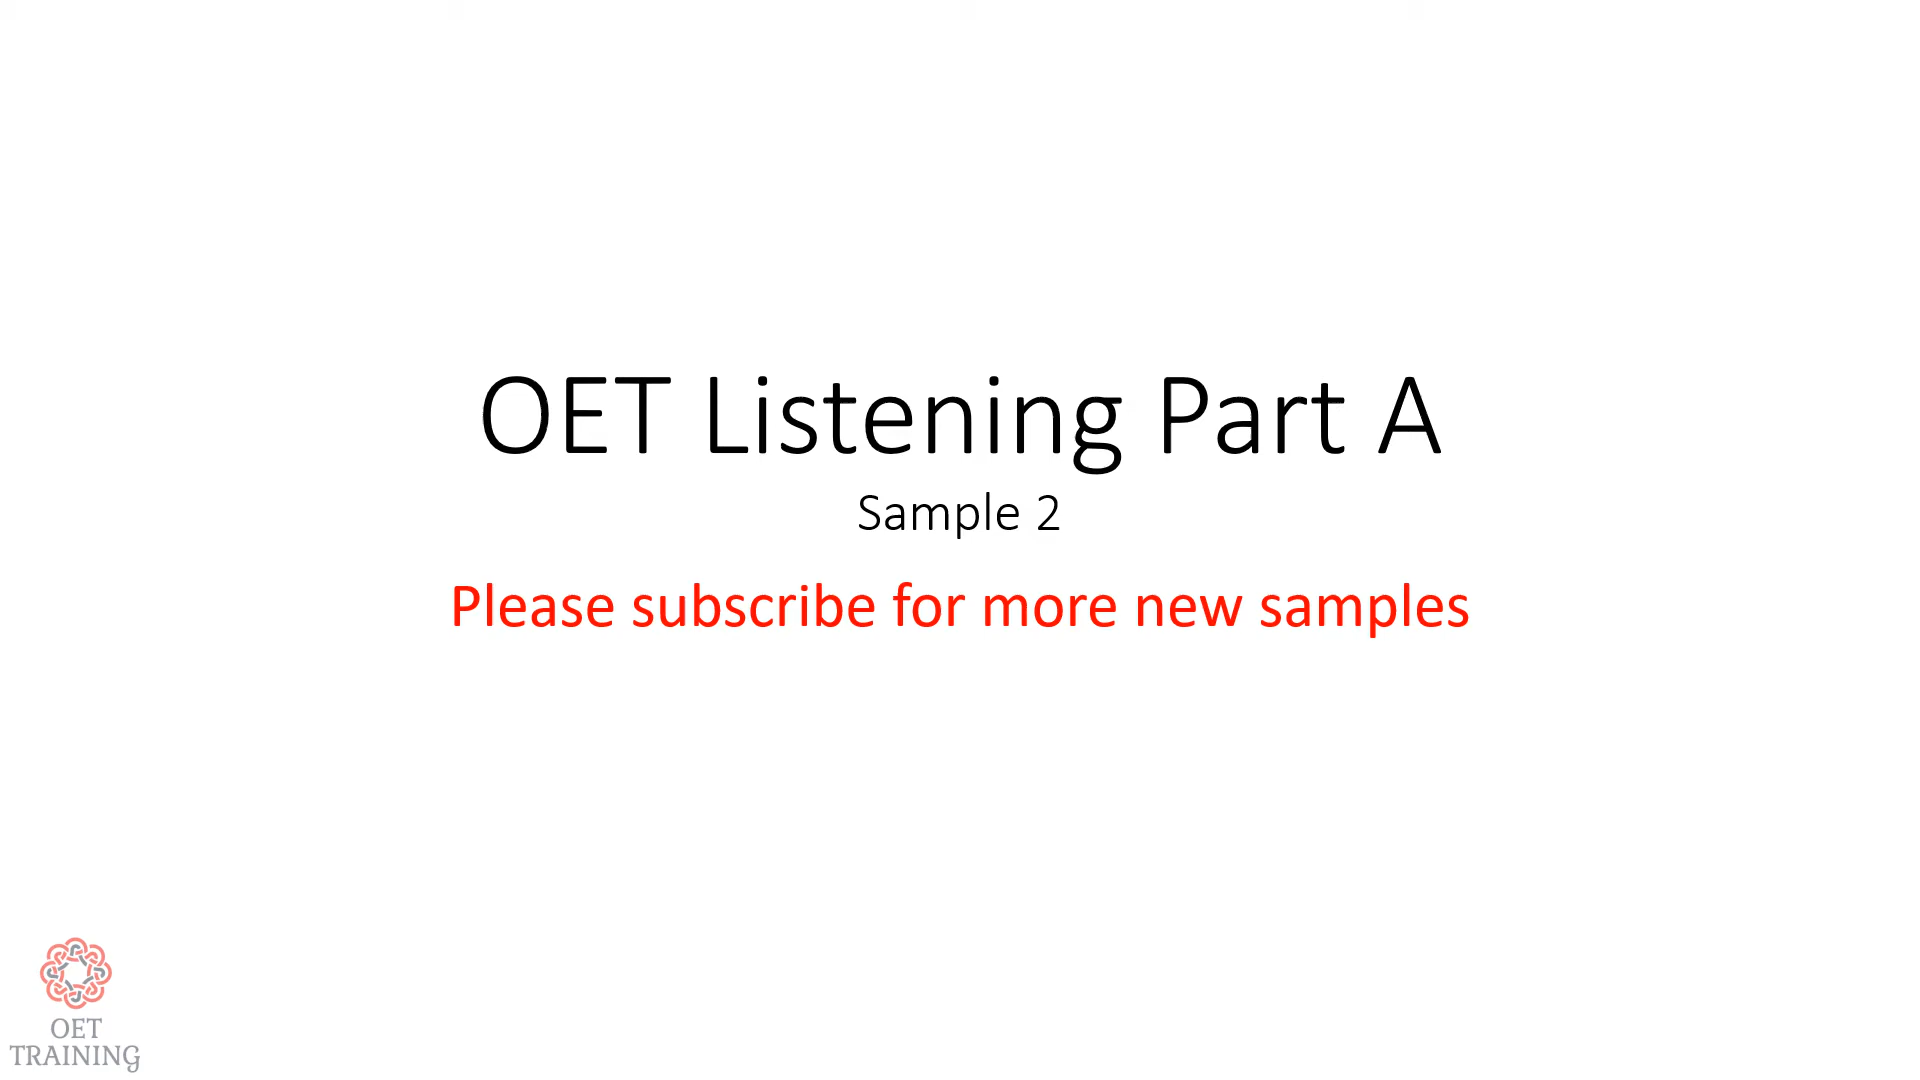 OET Listening Part A
Sample 2
Please subscribe for more new samples
OET
TRAINING